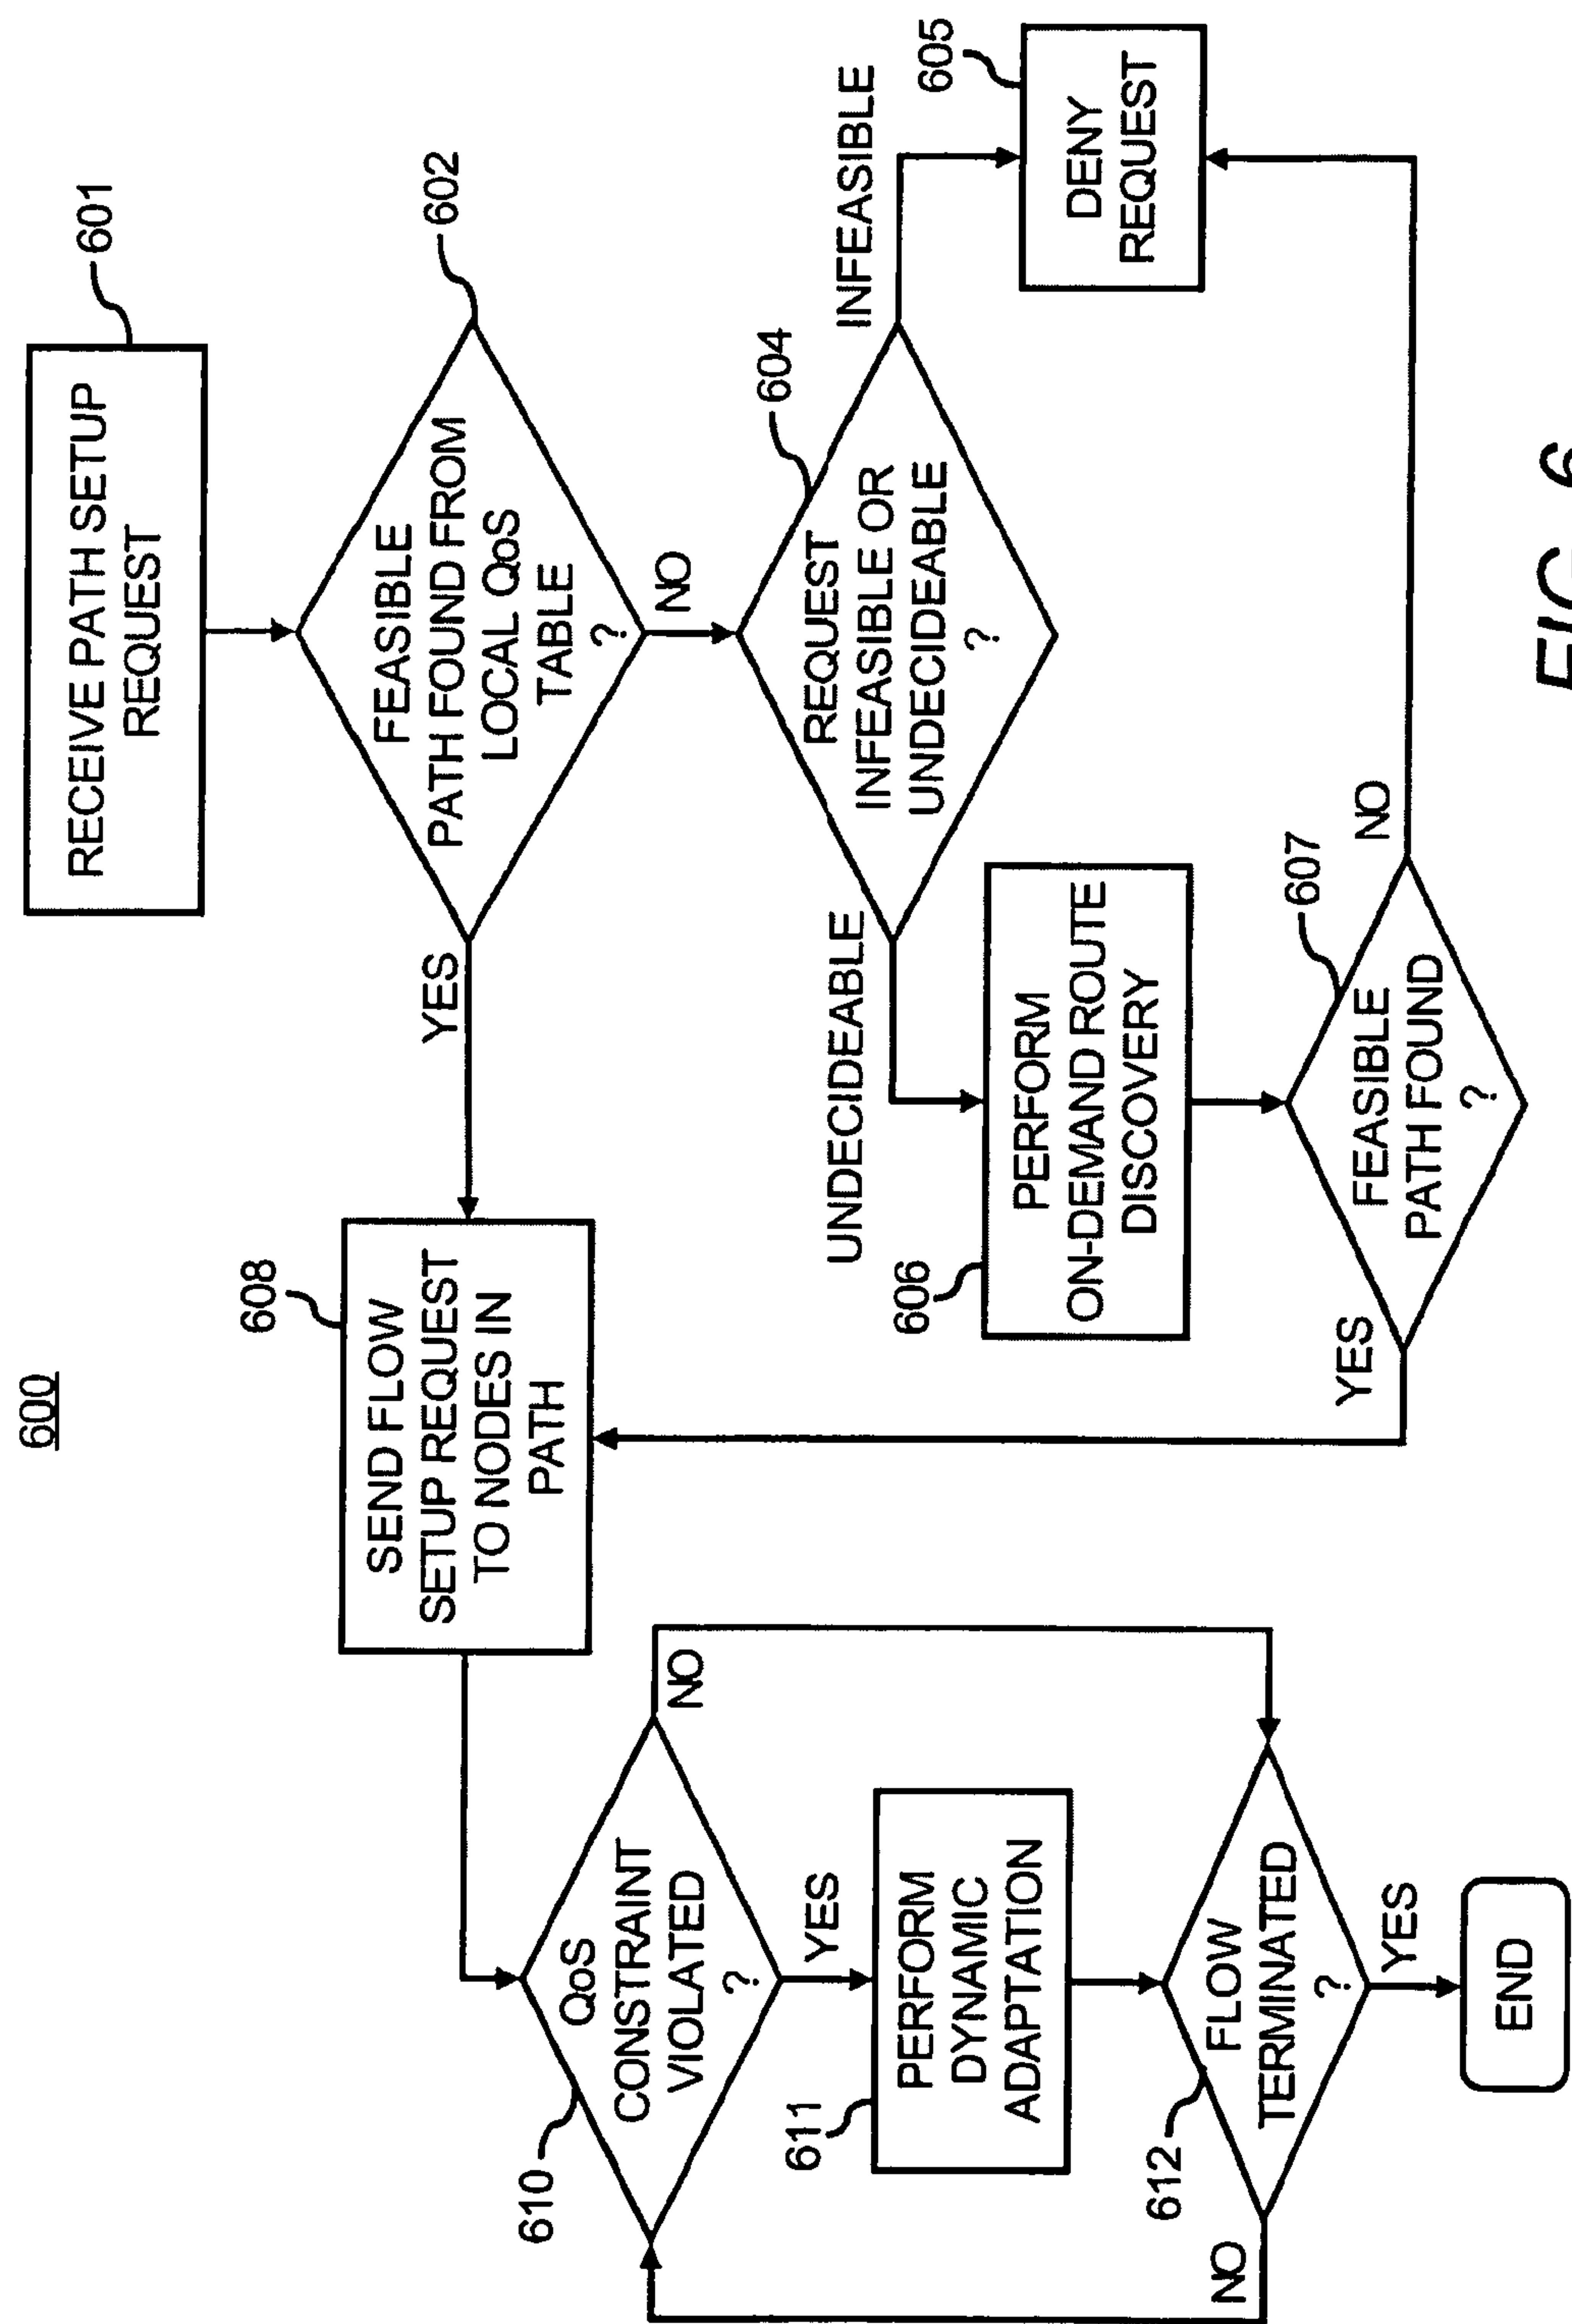 600
RECEIVE PATH SETUP
REQUEST
601
FEASIBLE
PATH FOUND FROM
LOCAL QoS
TABLE
?
602
YES
NO
608
SEND FLOW
SETUP REQUEST
TO NODES IN
PATH
REQUEST
INFEASIBLE OR
UNDECIDEABLE
?
604
UNDECIDEABLE
INFEASIBLE
605
DENY
REQUEST
606
PERFORM
ON-DEMAND ROUTE
DISCOVERY
FEASIBLE
PATH FOUND
?
607
YES
NO
610
QoS
CONSTRAINT
VIOLATED
?
NO
YES
611
PERFORM
DYNAMIC
ADAPTATION
612
FLOW
TERMINATED
?
NO
YES
END
FIG. 6